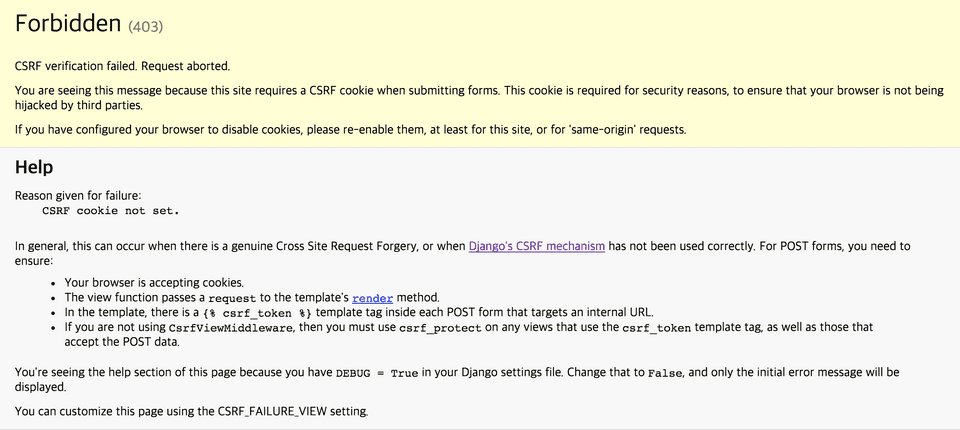 Forbidden (403)
CSRF verification failed. Request aborted.
You are seeing this message because this site requires a CSRF cookie when submitting forms. This cookie is required for security reasons, to ensure that your browser is not being
hijacked by third parties.
If you have configured your browser to disable cookies, please re-enable them, at least for this site, or for 'same-origin' requests.
Help
Reason given for failure:
CSRF cookie not set.
In general, this can occur when there is a genuine Cross Site Request Forgery, or when Django's CSRF mechanism has not been used correctly. For POST forms, you need to
ensure:
• Your browser is accepting cookies.
• The view function passes a request to the template's render method.
• In the template, there is a {% csrf_token %} template tag inside each POST form that targets an internal URL.
• If you are not using CsrfViewMiddleware, then you must use csrf_protect on any views that use the csrf_token template tag, as well as those that
accept the POST data.
You're seeing the help section of this page because you have DEBUG = True in your Django settings file. Change that to False, and only the initial error message will be
displayed.
You can customize this page using the CSRF_FAILURE_VIEW setting.